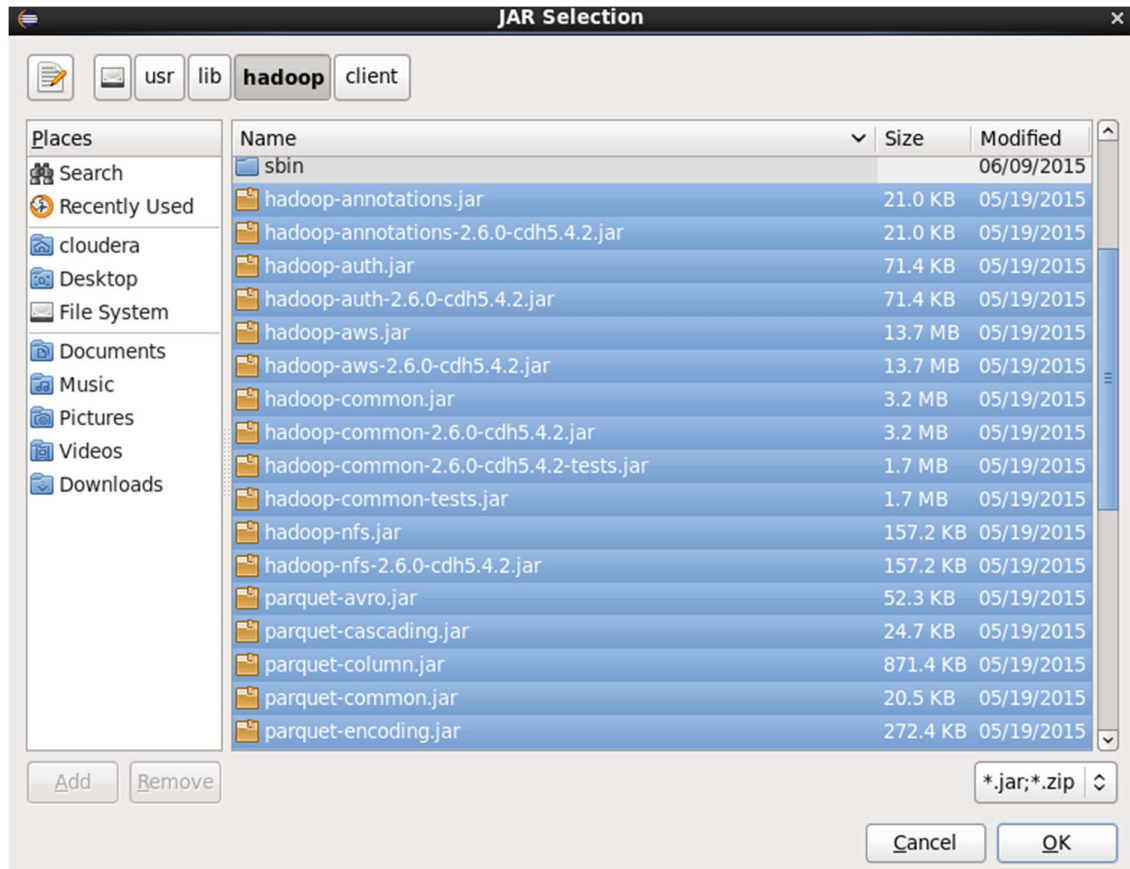 JAR Selection
usr lib hadoop client
Places
Search
Recently Used
cloudera
Desktop
File System
Documents
Music
Pictures
Videos
Downloads
Name Size Modified
sbin 06/09/2015
hadoop-annotations.jar 21.0 KB 05/19/2015
hadoop-annotations-2.6.0-cdh5.4.2.jar 21.0 KB 05/19/2015
hadoop-auth.jar 71.4 KB 05/19/2015
hadoop-auth-2.6.0-cdh5.4.2.jar 71.4 KB 05/19/2015
hadoop-aws.jar 13.7 MB 05/19/2015
hadoop-aws-2.6.0-cdh5.4.2.jar 13.7 MB 05/19/2015
hadoop-common.jar 3.2 MB 05/19/2015
hadoop-common-2.6.0-cdh5.4.2.jar 3.2 MB 05/19/2015
hadoop-common-2.6.0-cdh5.4.2-tests.jar 1.7 MB 05/19/2015
hadoop-common-tests.jar 1.7 MB 05/19/2015
hadoop-nfs.jar 157.2 KB 05/19/2015
hadoop-nfs-2.6.0-cdh5.4.2.jar 157.2 KB 05/19/2015
parquet-avro.jar 52.3 KB 05/19/2015
parquet-cascading.jar 24.7 KB 05/19/2015
parquet-column.jar 871.4 KB 05/19/2015
parquet-common.jar 20.5 KB 05/19/2015
parquet-encoding.jar 272.4 KB 05/19/2015
Add Remove
*.jar;*.zip
Cancel OK